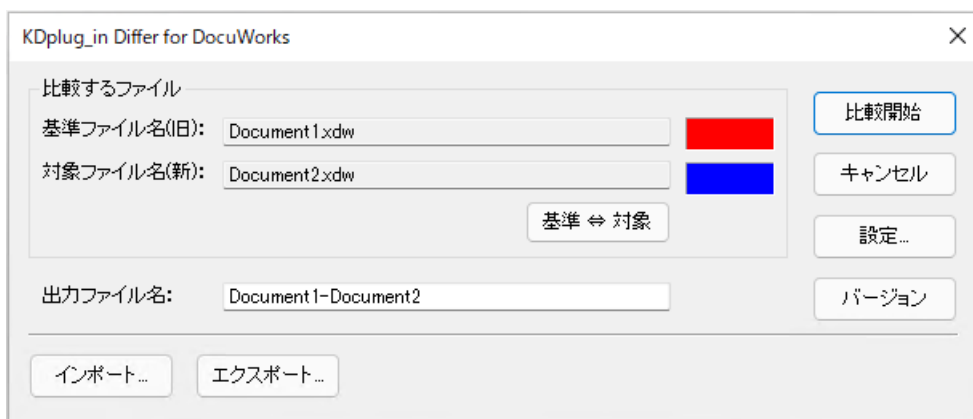 KDplug_in Differ for DocuWorks
比較するファイル
基準ファイル名(旧): Document1.xdw
対象ファイル名(新): Document2.xdw
基準 ⇔ 対象
出力ファイル名: Document1-Document2
比較開始
キャンセル
設定...
バージョン
インポート... エクスポート...